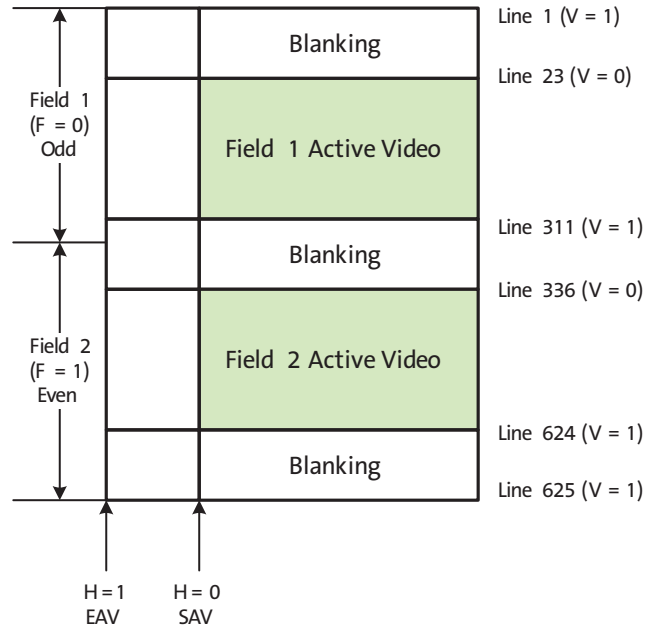 Line 1 (V = 1)
Blanking
Line 23 (V = 0)
Field 1
(F = 0)
Odd
Field 1 Active Video
Line 311 (V = 1)
Blanking
Line 336 (V = 0)
Field 2
(F = 1)
Even
Field 2 Active Video
Line 624 (V = 1)
Blanking
Line 625 (V = 1)
H = 1
EAV
H = 0
SAV